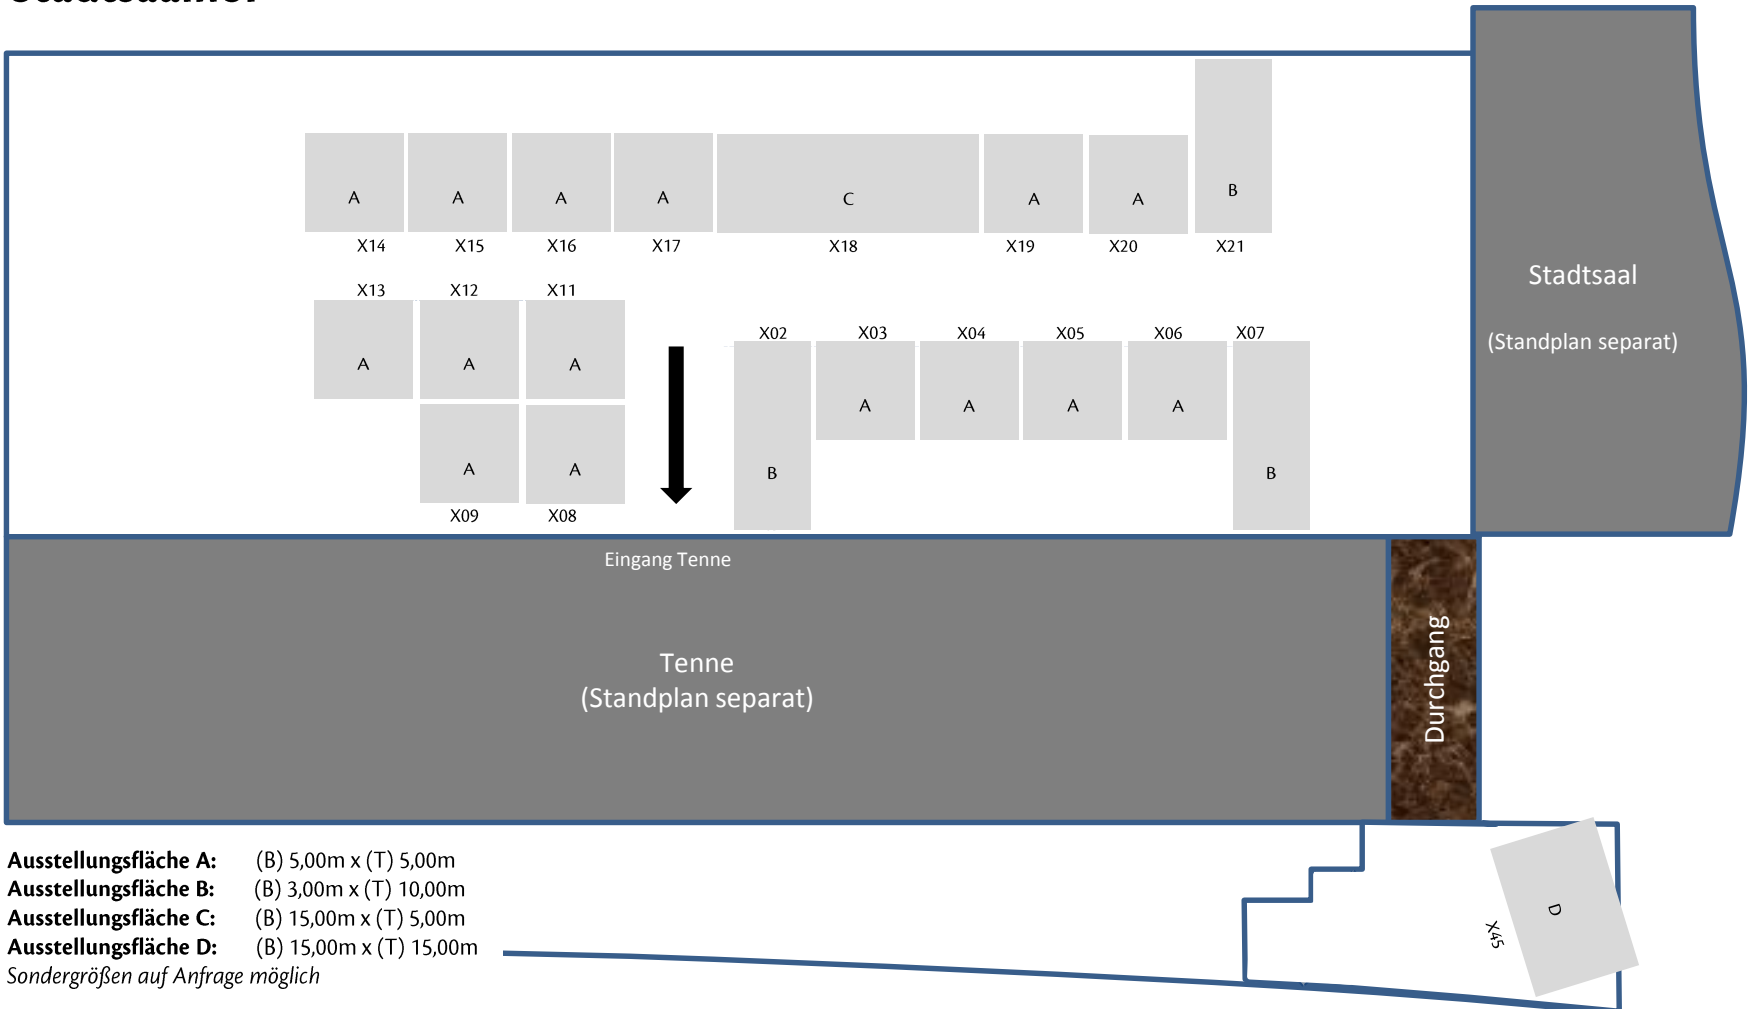 A A A A C A A B
X14 X15 X16 X17 X18 X19 X20 X21
Stadtsaal
(Standplan separat)
X13 X12 X11
X02 X03 X04 X05 X06 X07
A A A
A A A A
A A
B B
X09 X08
Eingang Tenne
Tenne
(Standplan separat)
Durchgang
Ausstellungsfläche A: (B) 5,00m x (T) 5,00m
Ausstellungsfläche B: (B) 3,00m x (T) 10,00m
Ausstellungsfläche C: (B) 15,00m x (T) 5,00m
Ausstellungsfläche D: (B) 15,00m x (T) 15,00m
Sondergrößen auf Anfrage möglich
D
X45